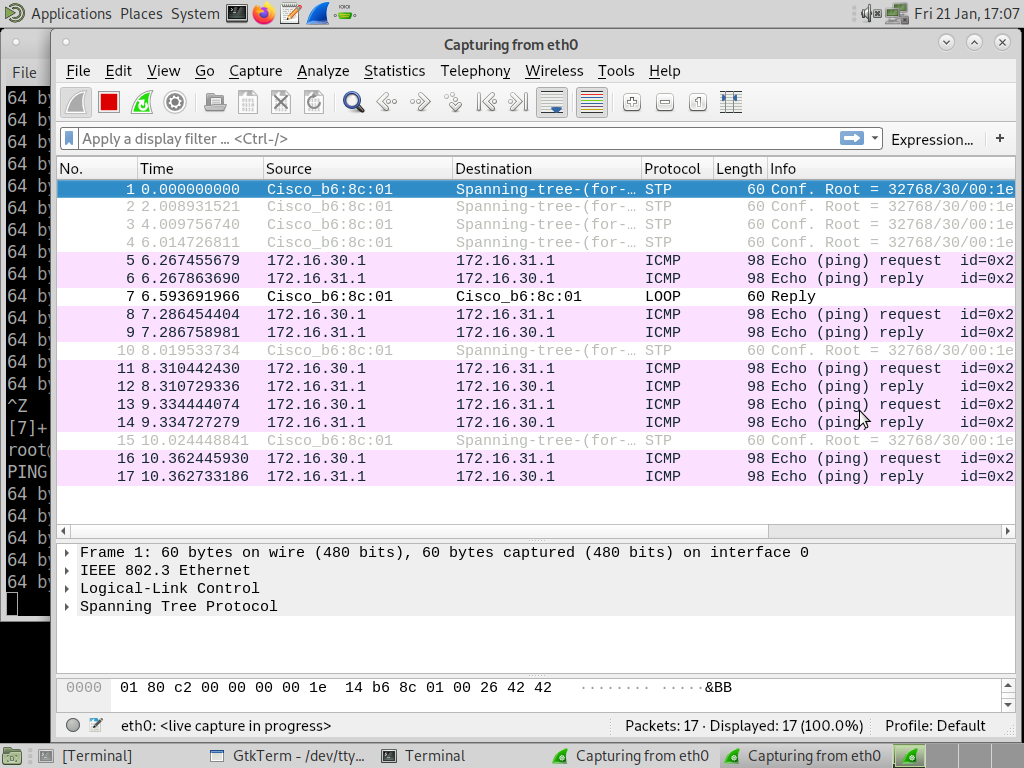 Applications Places System Fri 21 Jan, 17:07
Capturing from eth0
File
File Edit View Go Capture Analyze Statistics Telephony Wireless Tools Help
Apply a display filter ... <Ctrl-/> Expression... +
No. Time Source Destination Protocol Length Info
1 0.000000000 Cisco_b6:8c:01 Spanning-tree-(for-… STP 60 Conf. Root = 32768/30/00:1e
2 2.008931521 Cisco_b6:8c:01 Spanning-tree-(for-… STP 60 Conf. Root = 32768/30/00:1e
3 4.009756740 Cisco_b6:8c:01 Spanning-tree-(for-… STP 60 Conf. Root = 32768/30/00:1e
4 6.014726811 Cisco_b6:8c:01 Spanning-tree-(for-… STP 60 Conf. Root = 32768/30/00:1e
5 6.267455679 172.16.30.1 172.16.31.1 ICMP 98 Echo (ping) request id=0x2
6 6.267863690 172.16.31.1 172.16.30.1 ICMP 98 Echo (ping) reply id=0x2
7 6.593691966 Cisco_b6:8c:01 Cisco_b6:8c:01 LOOP 60 Reply
8 7.286454404 172.16.30.1 172.16.31.1 ICMP 98 Echo (ping) request id=0x2
9 7.286758981 172.16.31.1 172.16.30.1 ICMP 98 Echo (ping) reply id=0x2
10 8.019533734 Cisco_b6:8c:01 Spanning-tree-(for-… STP 60 Conf. Root = 32768/30/00:1e
11 8.310442430 172.16.30.1 172.16.31.1 ICMP 98 Echo (ping) request id=0x2
12 8.310729336 172.16.31.1 172.16.30.1 ICMP 98 Echo (ping) reply id=0x2
13 9.334444074 172.16.30.1 172.16.31.1 ICMP 98 Echo (ping) request id=0x2
14 9.334727279 172.16.31.1 172.16.30.1 ICMP 98 Echo (ping) reply id=0x2
15 10.024448841 Cisco_b6:8c:01 Spanning-tree-(for-… STP 60 Conf. Root = 32768/30/00:1e
16 10.362445930 172.16.30.1 172.16.31.1 ICMP 98 Echo (ping) request id=0x2
17 10.362733186 172.16.31.1 172.16.30.1 ICMP 98 Echo (ping) reply id=0x2
Frame 1: 60 bytes on wire (480 bits), 60 bytes captured (480 bits) on interface 0
IEEE 802.3 Ethernet
Logical-Link Control
Spanning Tree Protocol
0000 01 80 c2 00 00 00 00 1e 14 b6 8c 01 00 26 42 42 ········ ·····&BB
eth0: <live capture in progress> Packets: 17 · Displayed: 17 (100.0%) Profile: Default
64 by
64 by
64 by
64 by
64 by
64 by
64 by
64 by
64 by
64 by
64 by
64 by
64 by
64 by
^Z
[7]+
root@
PING
64 by
64 by
64 by
64 by
64 by
[Terminal] GtkTerm - /dev/tty... Terminal Capturing from eth0 Capturing from eth0